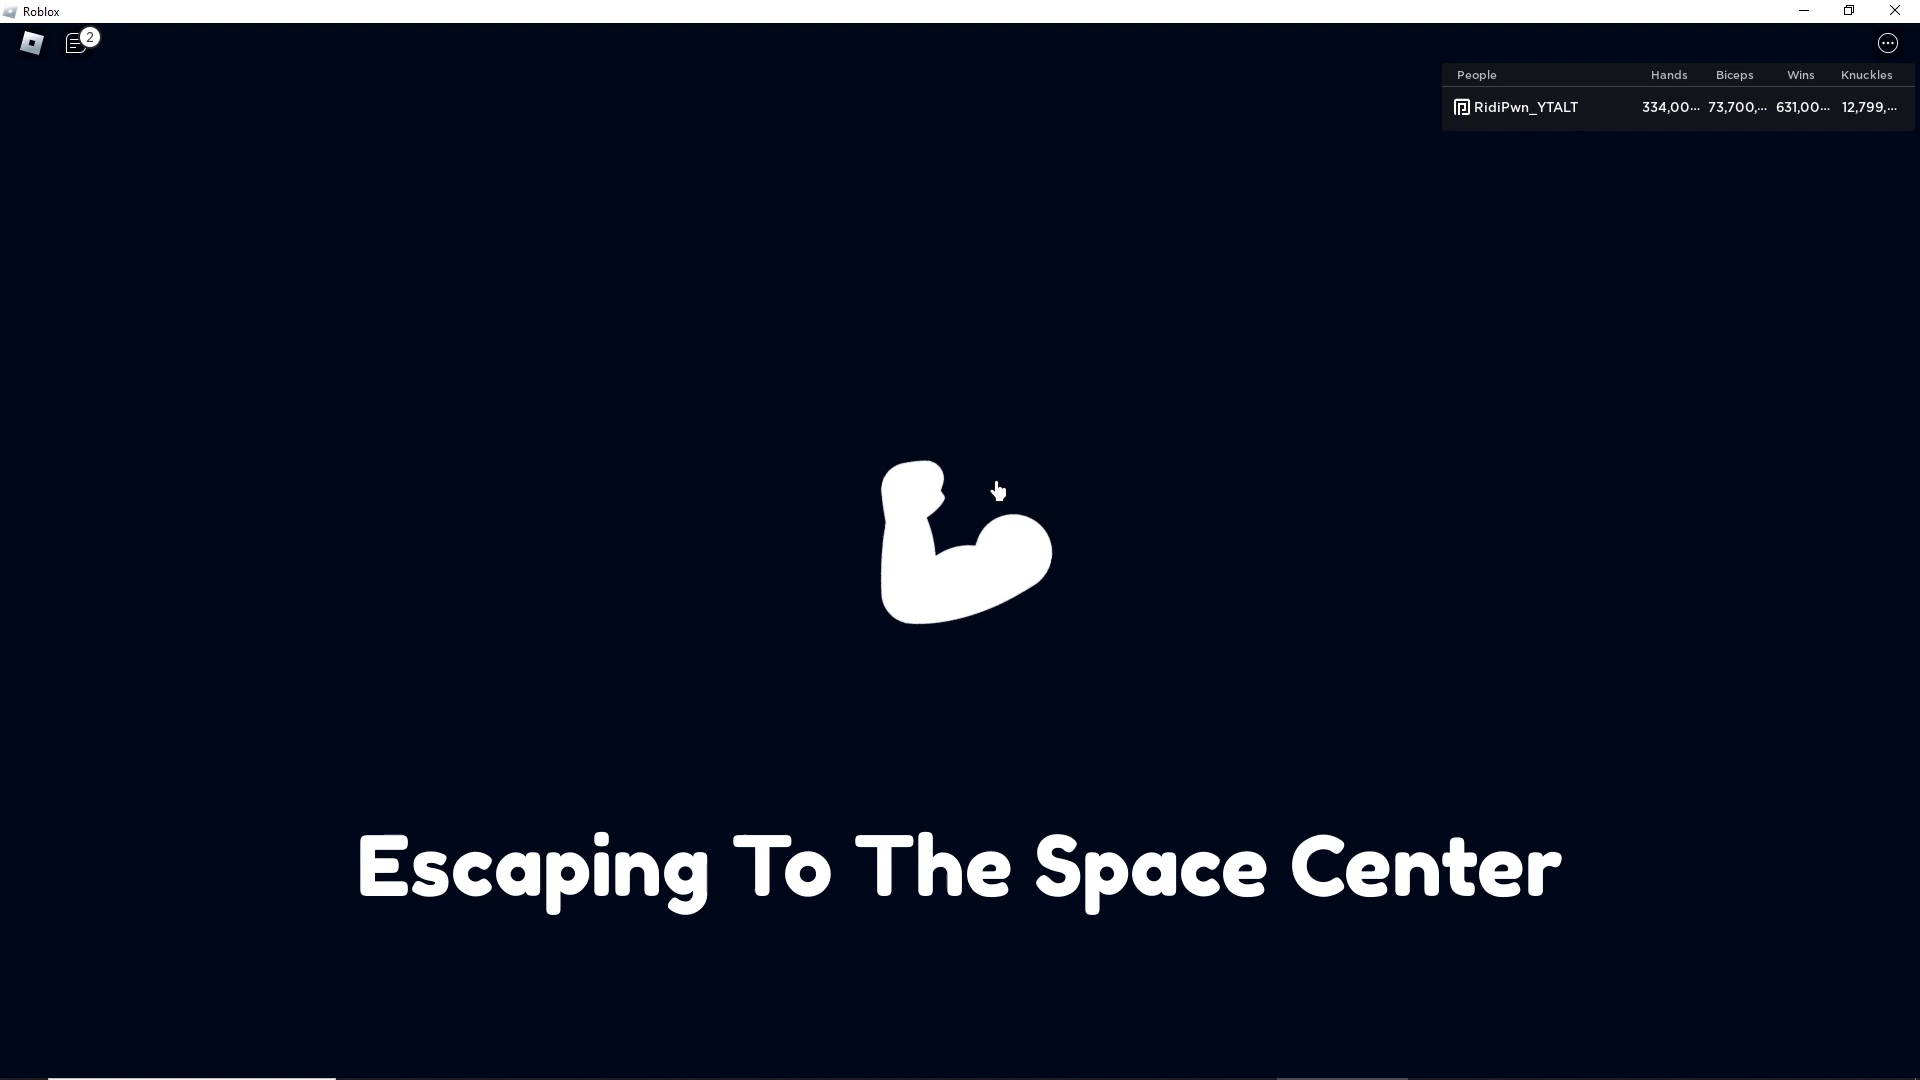 Roblox
2
People Hands Biceps Wins Knuckles
RidiPwn_YTALT 334,00... 73,700,... 631,00... 12,799,...
Escaping To The Space Center